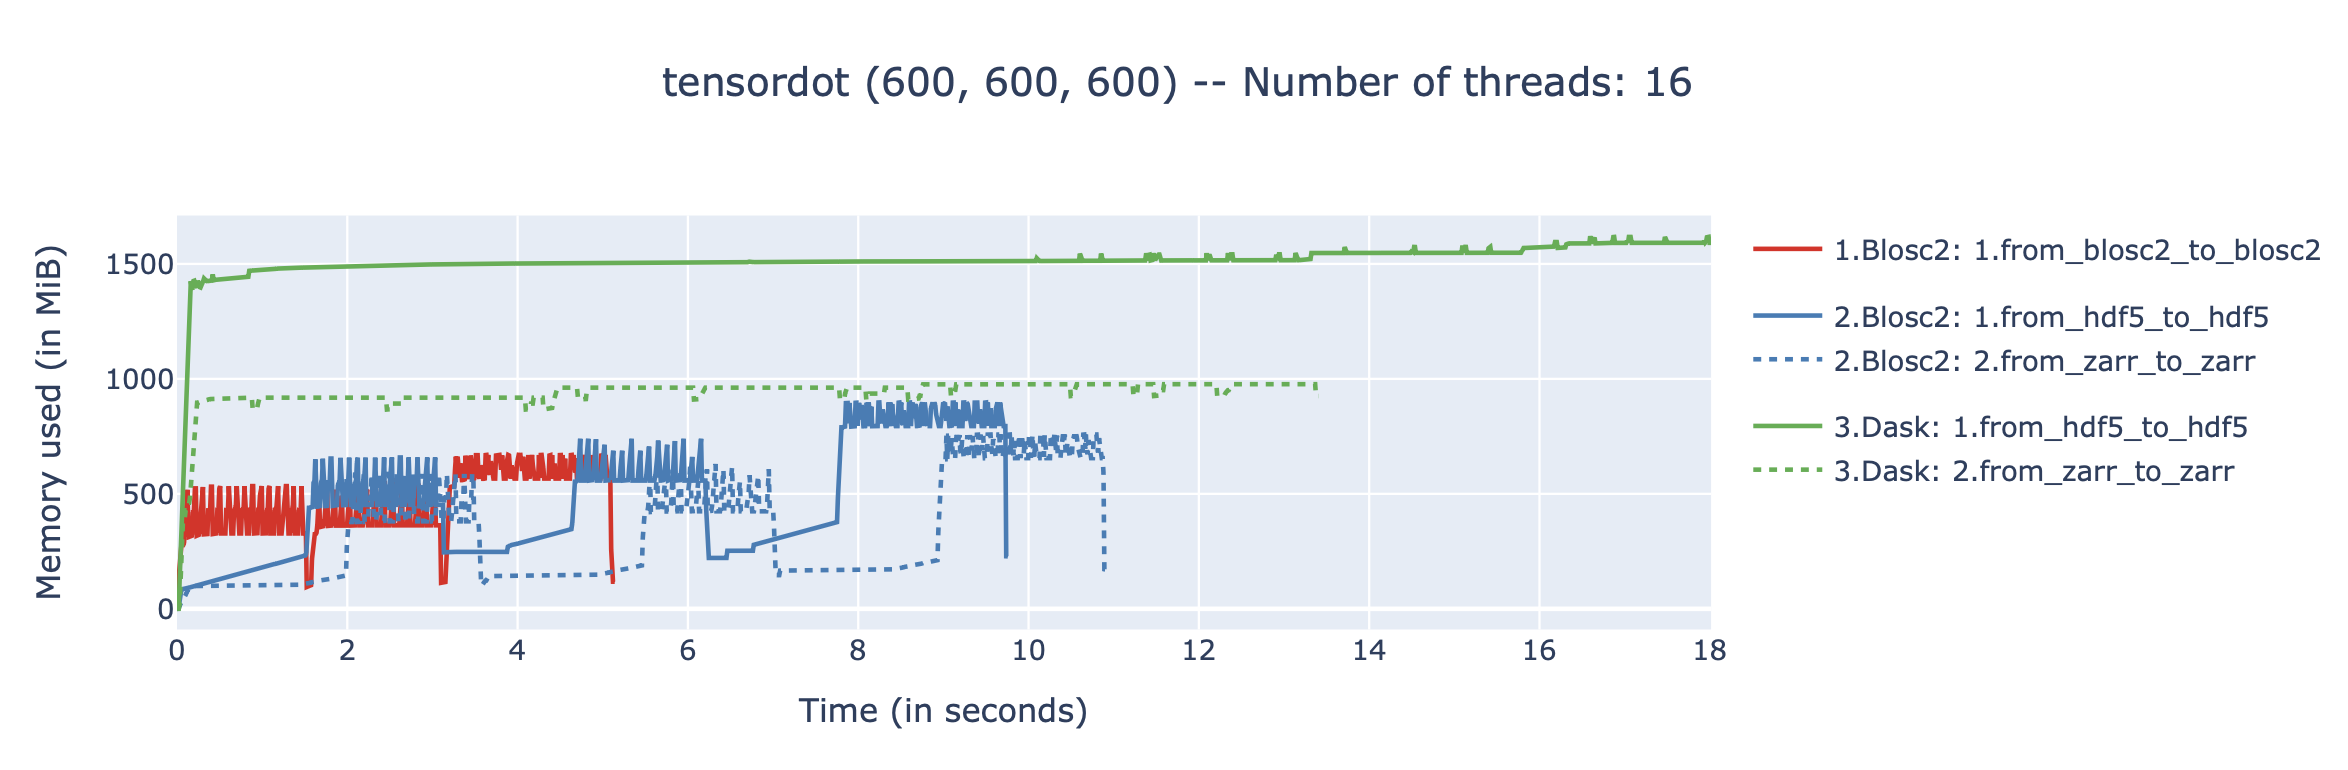 tensordot (600, 600, 600) -- Number of threads: 16
Memory used (in MiB)
1500
1000
500
0
0 2 4 6 8 10 12 14 16 18
Time (in seconds)
1.Blosc2: 1.from_blosc2_to_blosc2
2.Blosc2: 1.from_hdf5_to_hdf5
2.Blosc2: 2.from_zarr_to_zarr
3.Dask: 1.from_hdf5_to_hdf5
3.Dask: 2.from_zarr_to_zarr